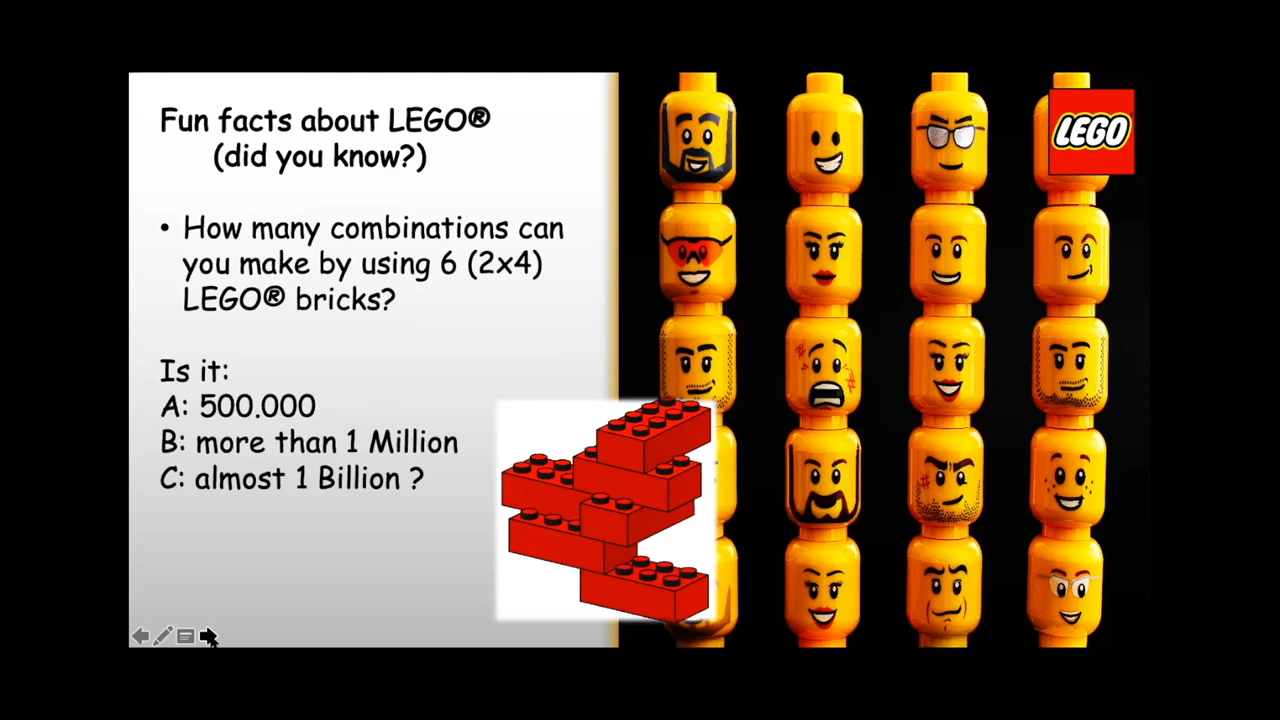 Fun facts about LEGO®
(did you know?)
• How many combinations can
you make by using 6 (2x4)
LEGO® bricks?
Is it:
A: 500.000
B: more than 1 Million
C: almost 1 Billion ?
LEGO